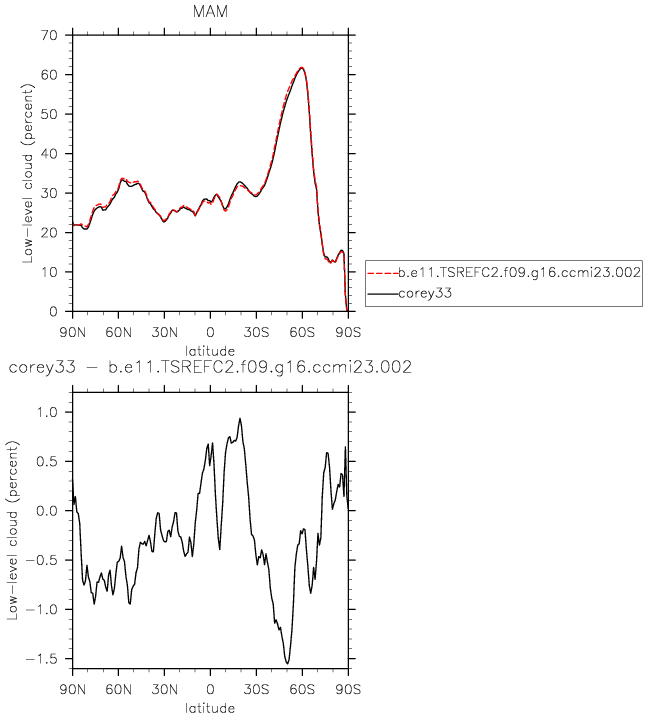 MAM
70
60
50
40
30
20
10
0
Low-level cloud (percent)
90N 60N 30N 0 30S 60S 90S
latitude
b.e11.TSREFC2.f09.g16.ccmi23.002
corey33
corey33 - b.e11.TSREFC2.f09.g16.ccmi23.002
1.0
0.5
0.0
-0.5
-1.0
-1.5
Low-level cloud (percent)
90N 60N 30N 0 30S 60S 90S
latitude